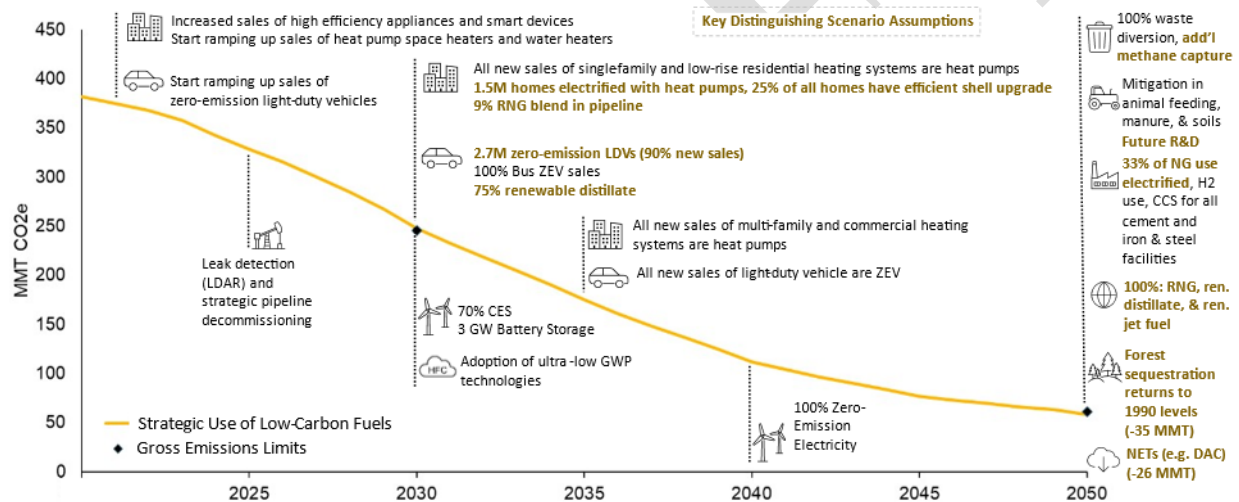 Increased sales of high efficiency appliances and smart devices
Start ramping up sales of heat pump space heaters and water heaters
Key Distinguishing Scenario Assumptions
Start ramping up sales of
zero-emission light-duty vehicles
All new sales of singlefamily and low-rise residential heating systems are heat pumps
1.5M homes electrified with heat pumps, 25% of all homes have efficient shell upgrade
9% RNG blend in pipeline
2.7M zero-emission LDVs (90% new sales)
100% Bus ZEV sales
75% renewable distillate
All new sales of multi-family and commercial heating
systems are heat pumps
All new sales of light-duty vehicle are ZEV
Leak detection
(LDAR) and
strategic pipeline
decommissioning
70% CES
3 GW Battery Storage
HFC
Adoption of ultra -low GWP
technologies
100% Zero-
Emission
Electricity
100% waste
diversion, add'l
methane capture
Mitigation in
animal feeding,
manure, & soils
Future R&D
33% of NG use
electrified, H2
use, CCS for all
cement and
iron & steel
facilities
100%: RNG, ren.
distillate, & ren.
jet fuel
Forest
sequestration
returns to
1990 levels
(-35 MMT)
NETs (e.g. DAC)
(-26 MMT)
MMT CO2e
450
400
350
300
250
200
150
100
50
0
Strategic Use of Low-Carbon Fuels
Gross Emissions Limits
2025
2030
2035
2040
2045
2050